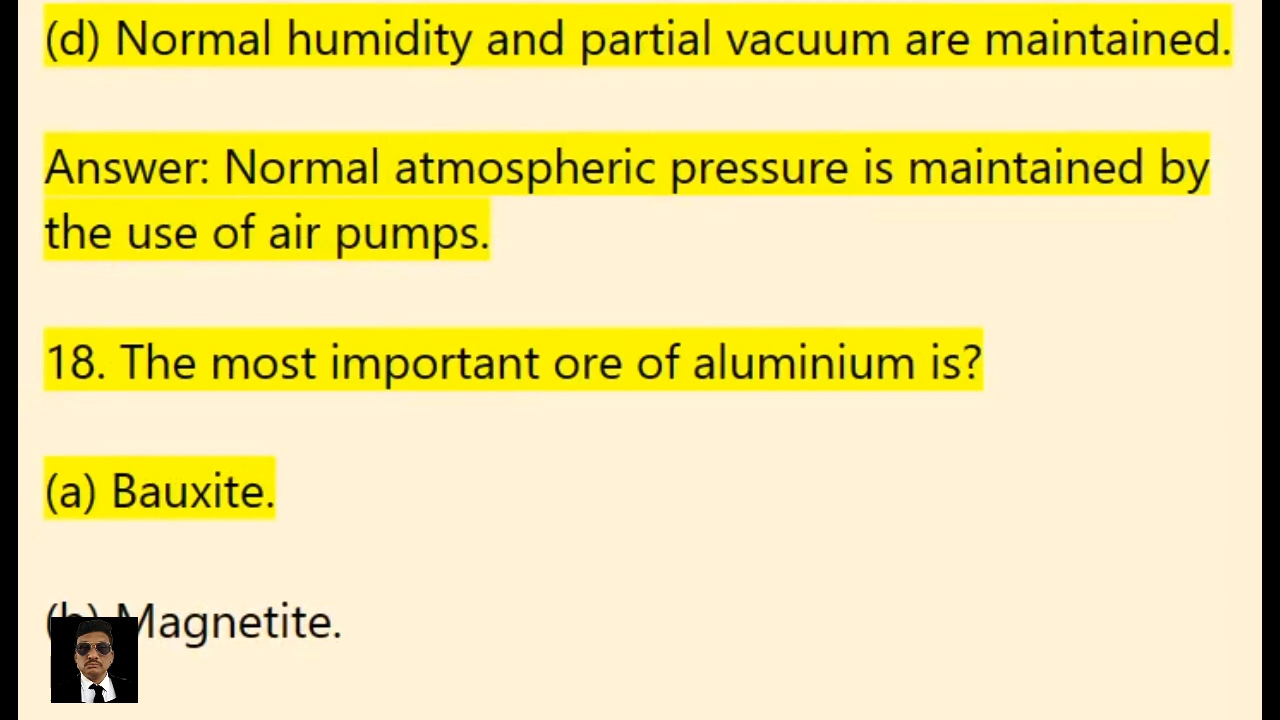 (d) Normal humidity and partial vacuum are maintained.
Answer: Normal atmospheric pressure is maintained by
the use of air pumps.
18. The most important ore of aluminium is?
(a) Bauxite.
(b) Magnetite.